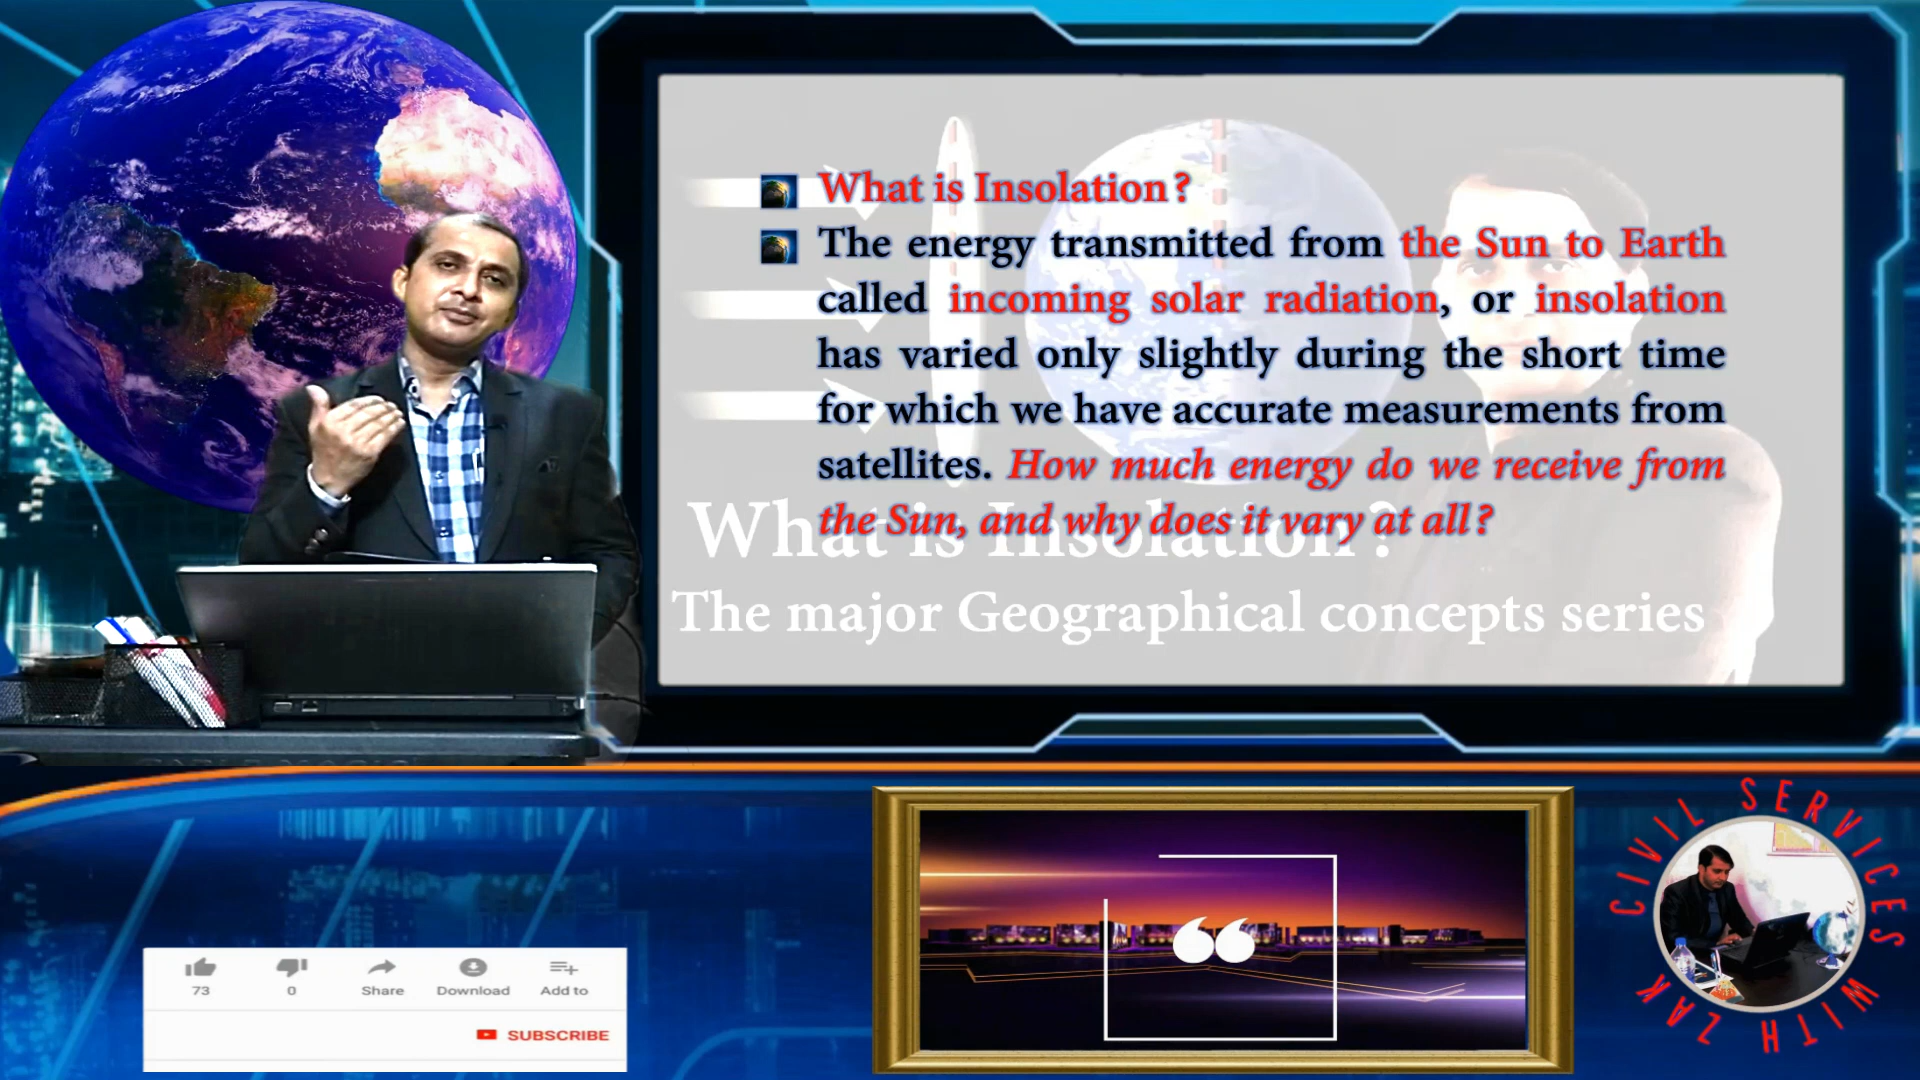 What is Insolation?
The energy transmitted from the Sun to Earth
called incoming solar radiation, or insolation
has varied only slightly during the short time
for which we have accurate measurements from
satellites. How much energy do we receive from
the Sun, and why does it vary at all?
What is Insolation?
The major Geographical concepts series
73
0
Share
Download
Add to
SUBSCRIBE
CIVIL SERVICES WITH ZAK